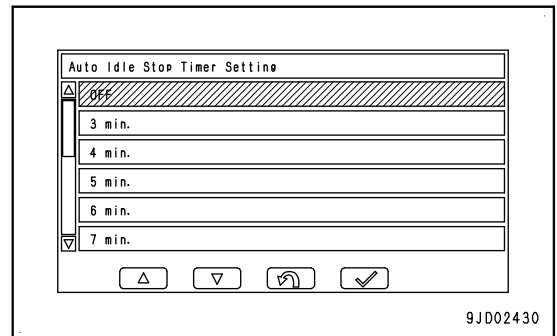 Auto Idle Stop Timer Setting
OFF
3 min.
4 min.
5 min.
6 min.
7 min.
9JD02430